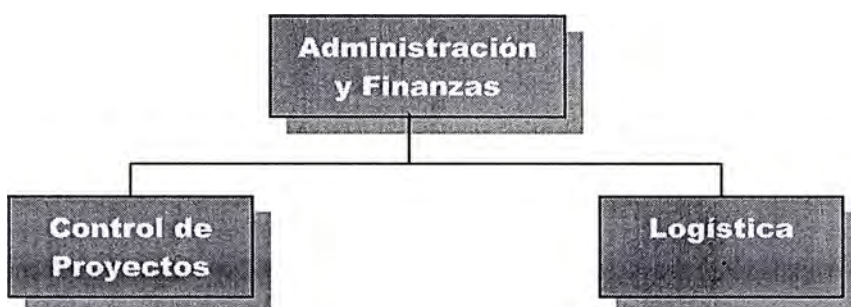 Administración
y Finanzas
Control de
Proyectos
Logística